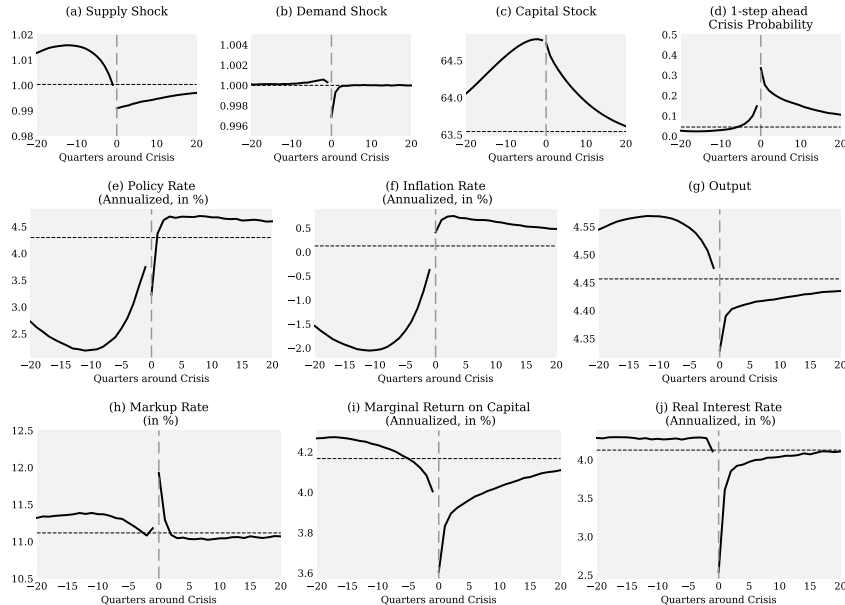 (a) Supply Shock
1.02
1.01
1.00
0.99
0.98
−20 −10 0 10 20
Quarters around Crisis
(b) Demand Shock
1.004
1.002
1.000
0.998
0.996
−20 −10 0 10 20
Quarters around Crisis
(c) Capital Stock
64.5
64.0
63.5
−20 −10 0 10 20
Quarters around Crisis
(d) 1-step ahead
Crisis Probability
0.5
0.4
0.3
0.2
0.1
0.0
−20 −10 0 10 20
Quarters around Crisis
(e) Policy Rate
(Annualized, in %)
4.5
4.0
3.5
3.0
2.5
−20 −15 −10 −5 0 5 10 15 20
Quarters around Crisis
(f) Inflation Rate
(Annualized, in %)
0.5
0.0
−0.5
−1.0
−1.5
−2.0
−20 −15 −10 −5 0 5 10 15 20
Quarters around Crisis
(g) Output
4.55
4.50
4.45
4.40
4.35
−20 −15 −10 −5 0 5 10 15 20
Quarters around Crisis
(h) Markup Rate
(in %)
12.5
12.0
11.5
11.0
10.5
−20 −15 −10 −5 0 5 10 15 20
Quarters around Crisis
(i) Marginal Return on Capital
(Annualized, in %)
4.2
4.0
3.8
3.6
−20 −15 −10 −5 0 5 10 15 20
Quarters around Crisis
(j) Real Interest Rate
(Annualized, in %)
4.0
3.5
3.0
2.5
−20 −15 −10 −5 0 5 10 15 20
Quarters around Crisis